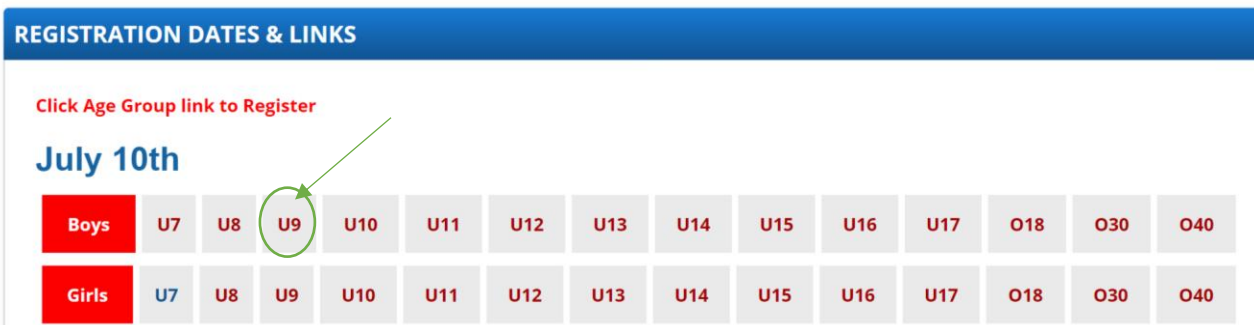 REGISTRATION DATES & LINKS
Click Age Group link to Register
July 10th
Boys U7 U8 U9 U10 U11 U12 U13 U14 U15 U16 U17 O18 O30 O40
Girls U7 U8 U9 U10 U11 U12 U13 U14 U15 U16 U17 O18 O30 O40